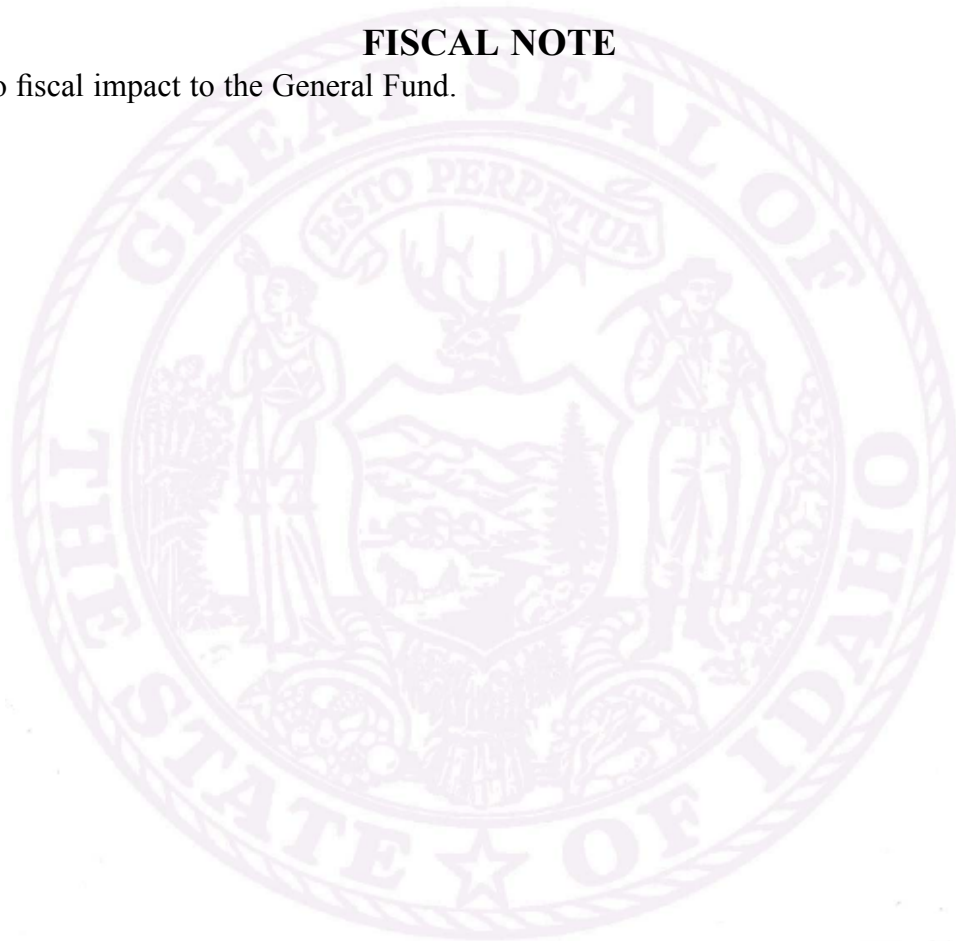 FISCAL NOTE
o fiscal impact to the General Fund.
GREAT SEAL OF
THE STATE OF IDAHO
ESTO PERPETUA